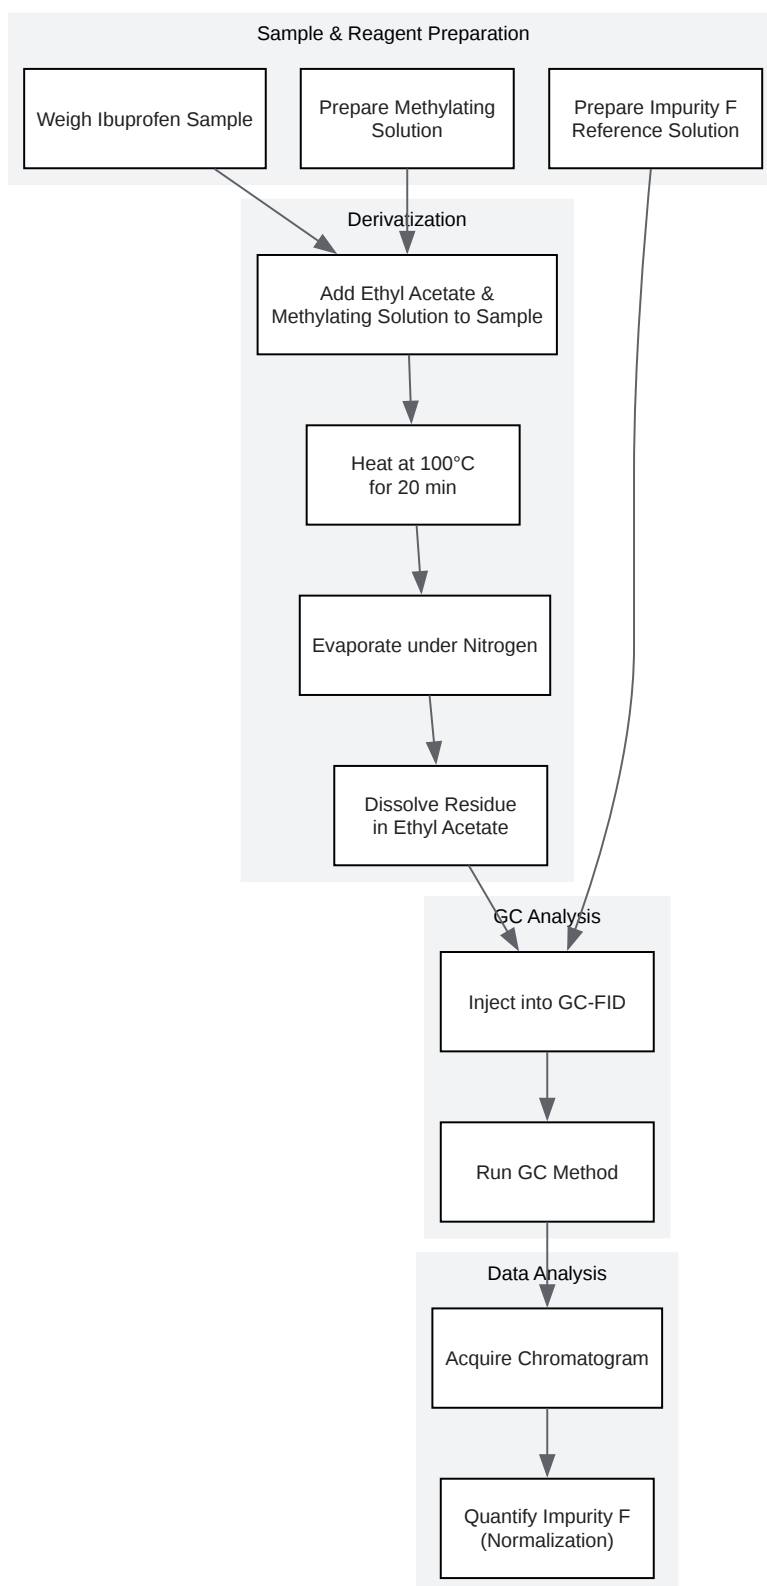 Sample & Reagent Preparation
Weigh Ibuprofen Sample
Prepare Methylating
Solution
Prepare Impurity F
Reference Solution
Derivatization
Add Ethyl Acetate &
Methylating Solution to Sample
Heat at 100°C
for 20 min
Evaporate under Nitrogen
Dissolve Residue
in Ethyl Acetate
GC Analysis
Inject into GC-FID
Run GC Method
Data Analysis
Acquire Chromatogram
Quantify Impurity F
(Normalization)